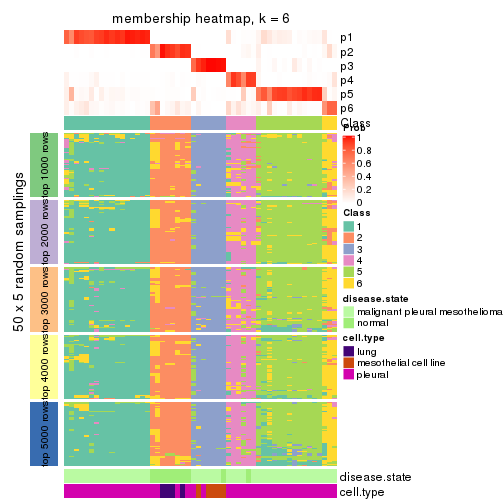 membership heatmap, k = 6
p1
p2
p3
p4
p5
p6
Class
50 x 5 random samplings
top 1000 rows
top 2000 rows
top 3000 rows
top 4000 rows
top 5000 rows
Prob
1
0.8
0.6
0.4
0.2
0
Class
1
2
3
4
5
6
disease.state
malignant pleural mesothelioma
normal
cell.type
lung
mesothelial cell line
pleural
disease.state
cell.type